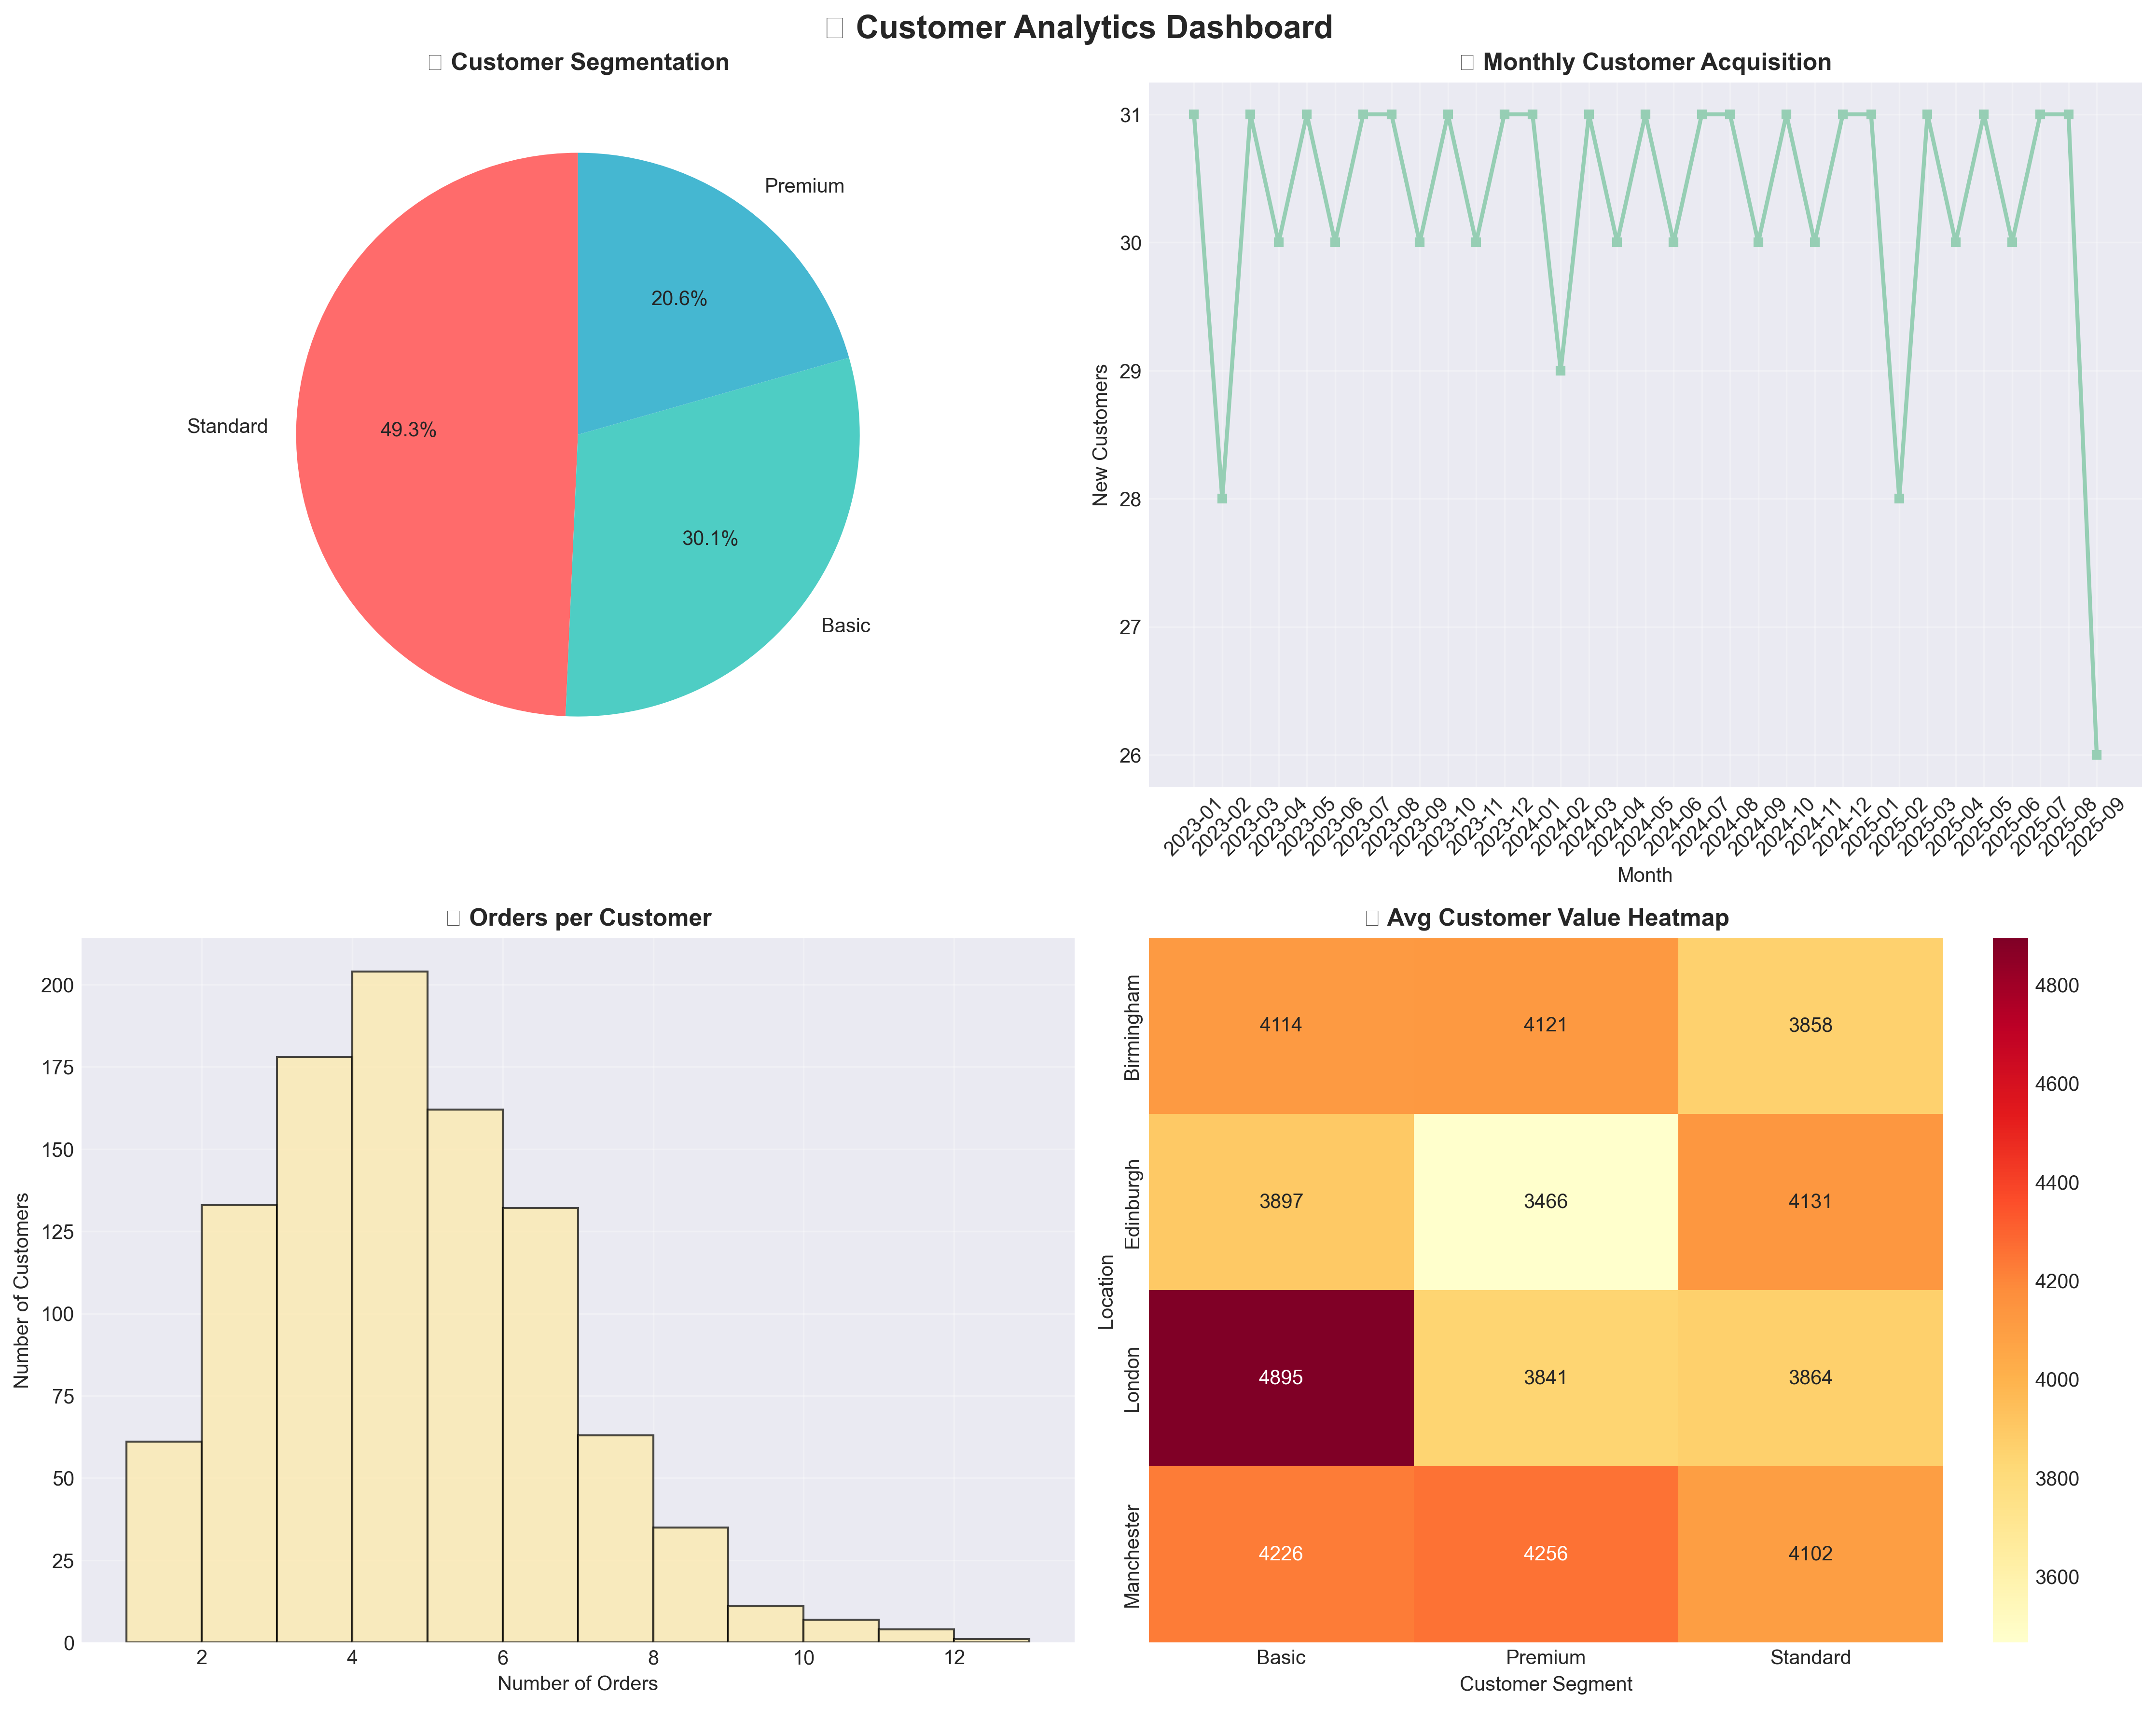 Customer Analytics Dashboard
Customer Segmentation
Premium
20.6%
Standard
49.3%
30.1%
Basic
Monthly Customer Acquisition
31
30
29
28
27
26
New Customers
2023-01
2023-02
2023-03
2023-04
2023-05
2023-06
2023-07
2023-08
2023-09
2023-10
2023-11
2023-12
2024-01
2024-02
2024-03
2024-04
2024-05
2024-06
2024-07
2024-08
2024-09
2024-10
2024-11
2024-12
2025-01
2025-02
2025-03
2025-04
2025-05
2025-06
2025-07
2025-08
2025-09
Month
Orders per Customer
200
175
150
125
100
75
50
25
0
Number of Customers
2 4 6 8 10 12
Number of Orders
Avg Customer Value Heatmap
Location
Birmingham
4114 4121 3858
Edinburgh
3897 3466 4131
London
4895 3841 3864
Manchester
4226 4256 4102
Basic Premium Standard
Customer Segment
4800
4600
4400
4200
4000
3800
3600